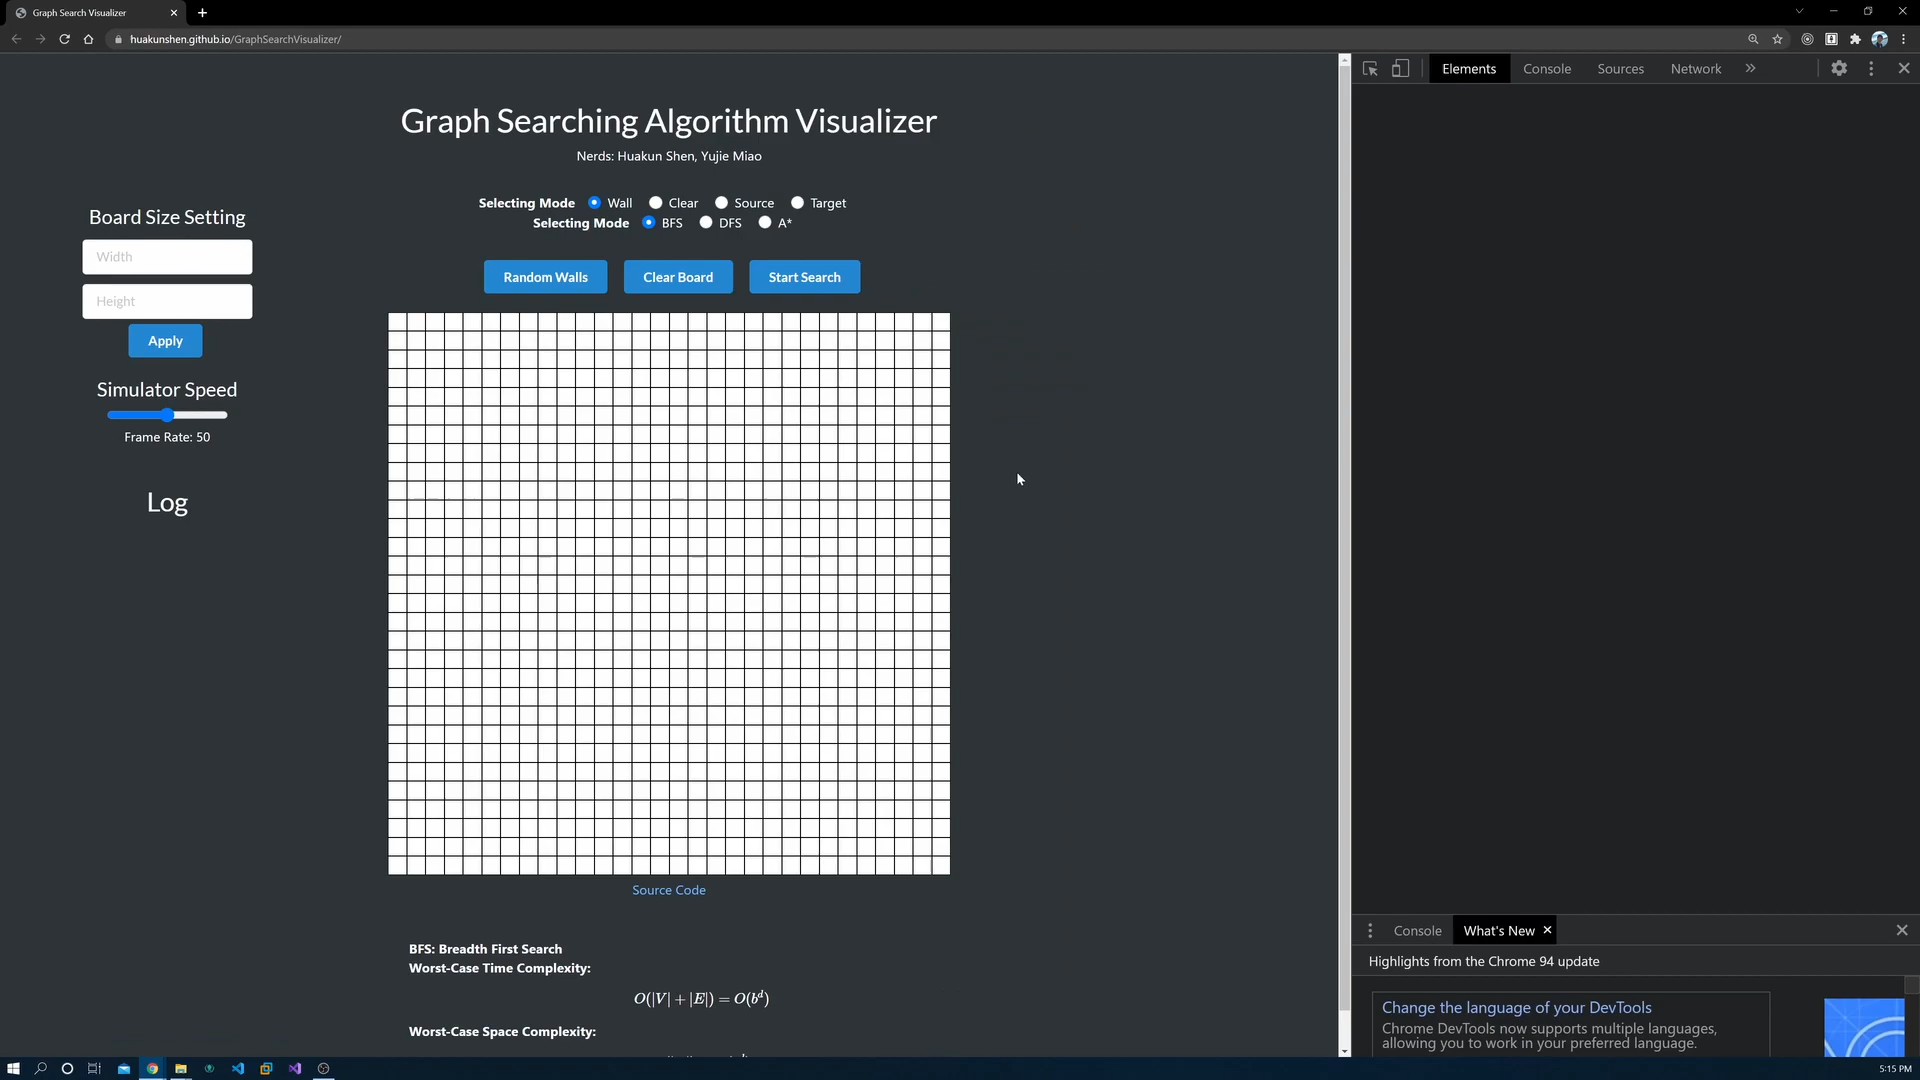 Graph Search Visualizer
huakunshen.github.io/GraphSearchVisualizer/
Elements Console Sources Network
Graph Searching Algorithm Visualizer
Nerds: Huakun Shen, Yujie Miao
Selecting Mode Wall Clear Source Target
Selecting Mode BFS DFS A*
Board Size Setting
Width
Height
Apply
Random Walls Clear Board Start Search
Simulator Speed
Frame Rate: 50
Log
Source Code
BFS: Breadth First Search
Worst-Case Time Complexity:
O(|V| + |E|) = O(b^d)
Worst-Case Space Complexity:
Console What's New
Highlights from the Chrome 94 update
Change the language of your DevTools
Chrome DevTools now supports multiple languages,
allowing you to work in your preferred language.
5:15 PM